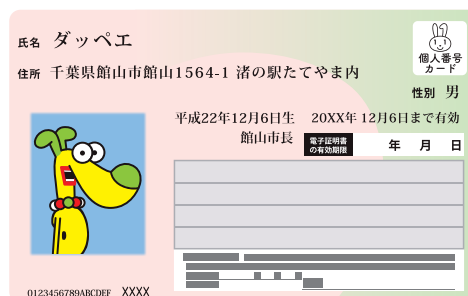 氏名 ダッペエ
個人番号
カード
住所 千葉県館山市館山1564-1 渚の駅たてやま内
性別 男
平成22年12月6日生 20XX年 12月6日まで有効
館山市長 電子証明書の有効期限 年 月 日
0123456789ABCDEF XXXX